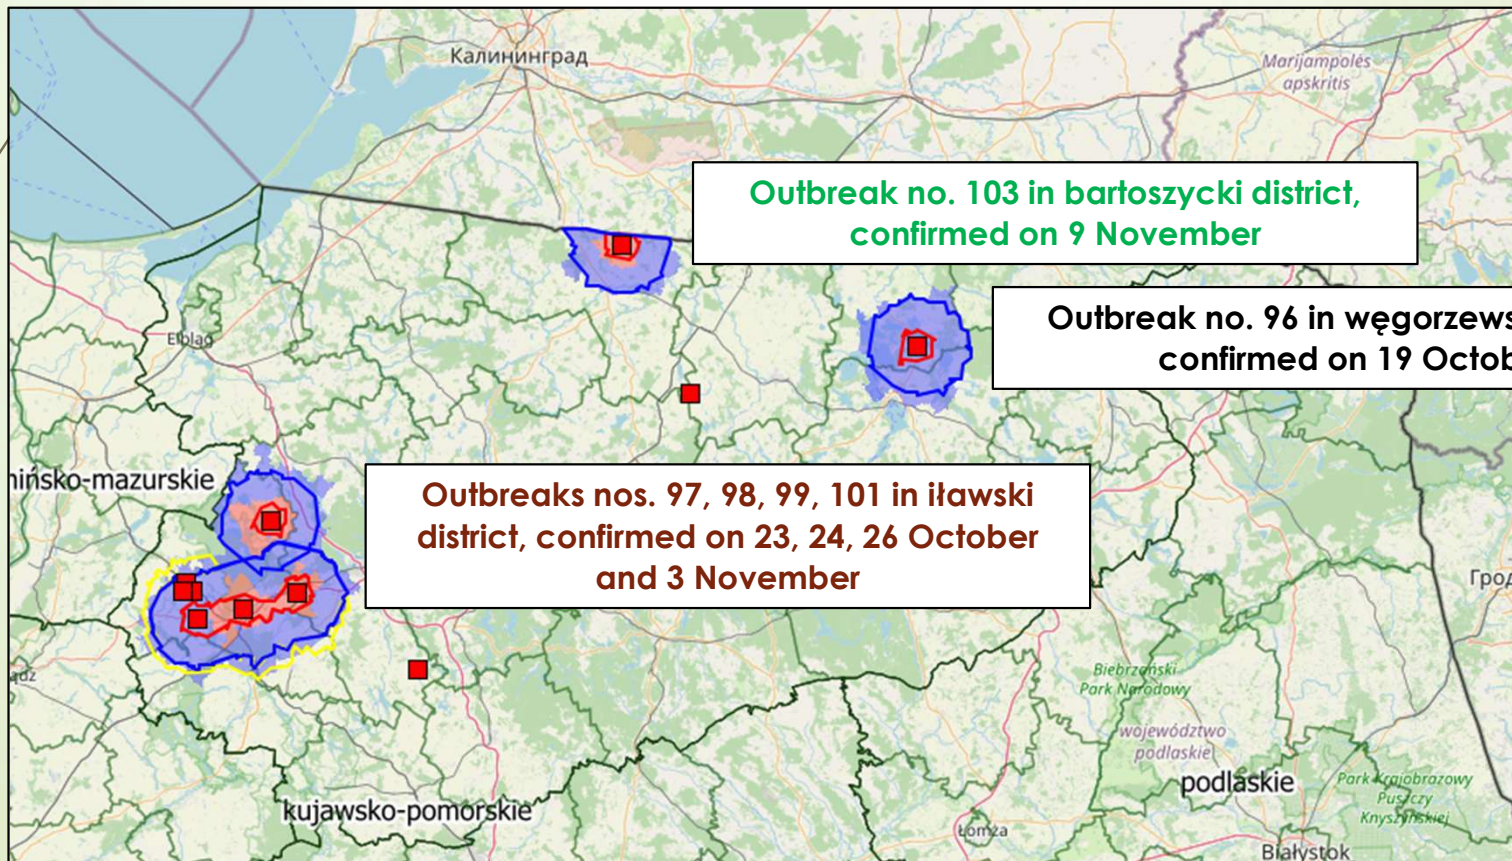 Калининград
Marijampolės
apskritis
Outbreak no. 103 in bartoszycki district,
confirmed on 9 November
Outbreak no. 96 in węgorzews
confirmed on 19 Octob
Elbląg
ińsko-mazurskie
Outbreaks nos. 97, 98, 99, 101 in iławski
district, confirmed on 23, 24, 26 October
and 3 November
Грод
ądz
Biebrzański
Park Narodowy
województwo
podlaskie
podlaskie
Park Krajobrazowy
Puszczy
Knyszyńskiej
kujawsko-pomorskie
Łomża
Białystok